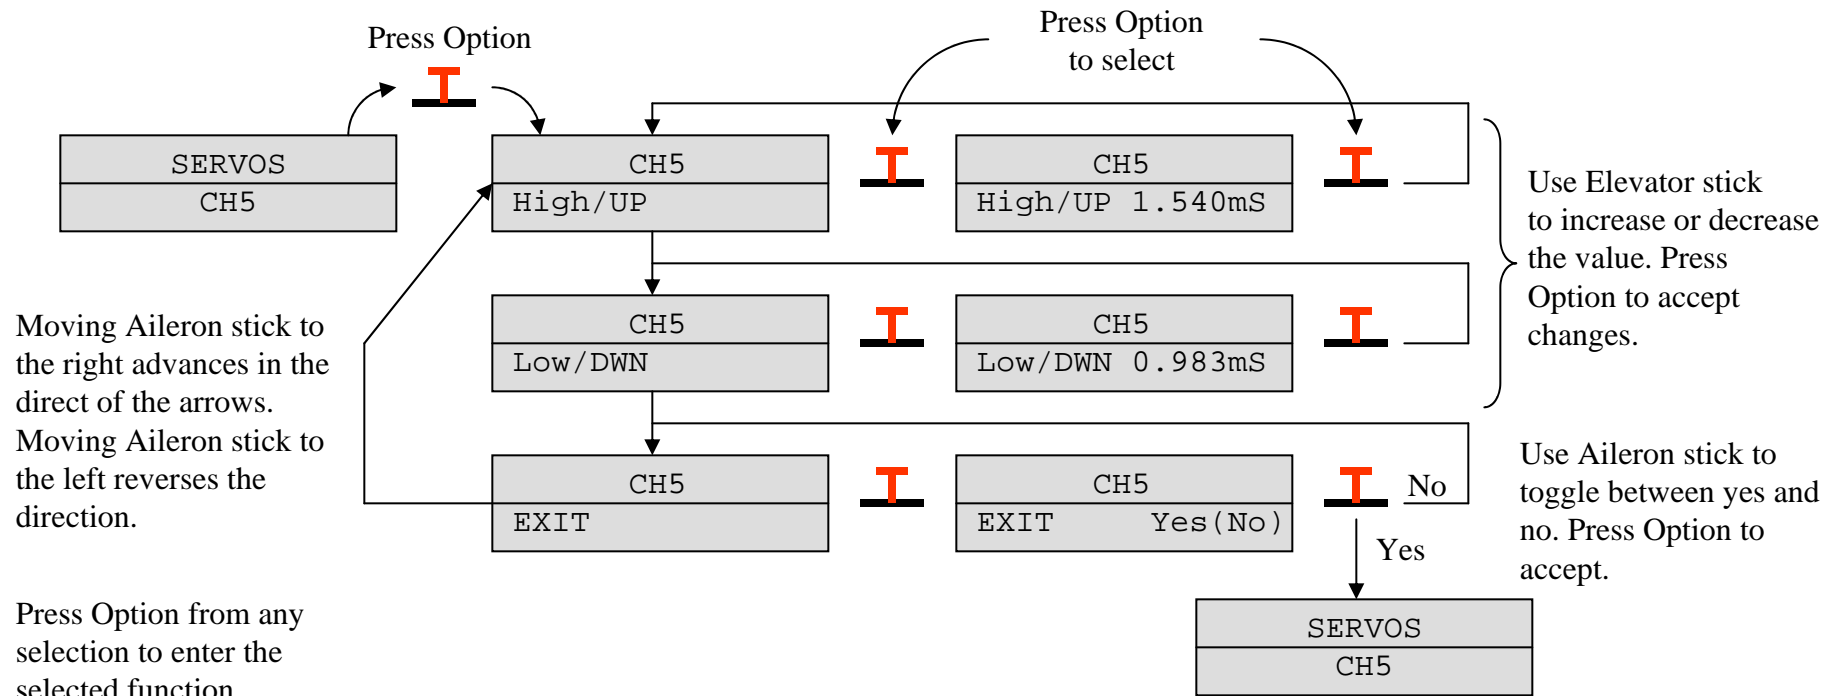 Press Option
Press Option
to select
SERVOS
CH5
CH5
High/UP
CH5
High/UP 1.540mS
Use Elevator stick
to increase or decrease
the value. Press
Option to accept
changes.
CH5
Low/DWN
CH5
Low/DWN 0.983mS
Moving Aileron stick to
the right advances in the
direct of the arrows.
Moving Aileron stick to
the left reverses the
direction.
CH5
EXIT
CH5
EXIT Yes(No)
No
Yes
Use Aileron stick to
toggle between yes and
no. Press Option to
accept.
Press Option from any
selection to enter the
selected function
SERVOS
CH5